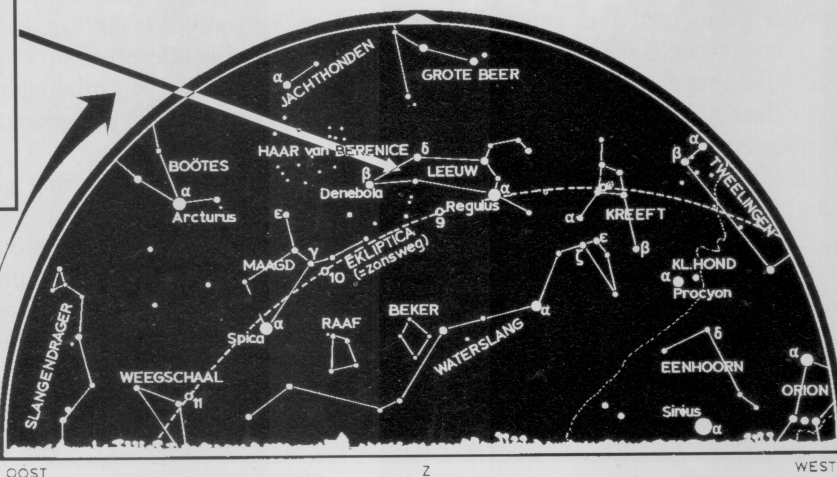 JACHTHONDEN
α
GROTE BEER
HAAR van BERENICE
δ
BOÖTES
β
LEEUW
Denebola
α
Regulus
α
Arcturus
9
α
β
TWEELINGEN
α
KREEFT
β
ε
MAAGD
γ
EKLIPTICA
(=zonsweg)
10
ε
ζ
KL.HOND
α
Procyon
Spica
α
RAAF
BEKER
WATERSLANG
α
SLANGENDRAGER
WEEGSCHAAL
11
δ
EENHOORN
α
ORION
Sirius
α
OOST
Z
WEST